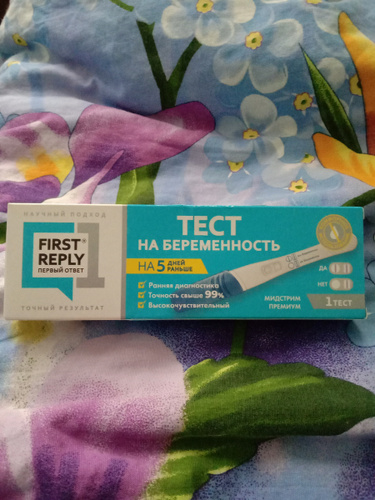 НАУЧНЫЙ ПОДХОД
FIRST®
REPLY
ПЕРВЫЙ ОТВЕТ
ТОЧНЫЙ РЕЗУЛЬТАТ
ТЕСТ
НА БЕРЕМЕННОСТЬ
НА 5 ДНЕЙ
РАНЬШЕ
Ранняя диагностика
Точность свыше 99%
Высокочувствительный
ДА
НЕТ
МИДСТРИМ
ПРЕМИУМ
1 ТЕСТ